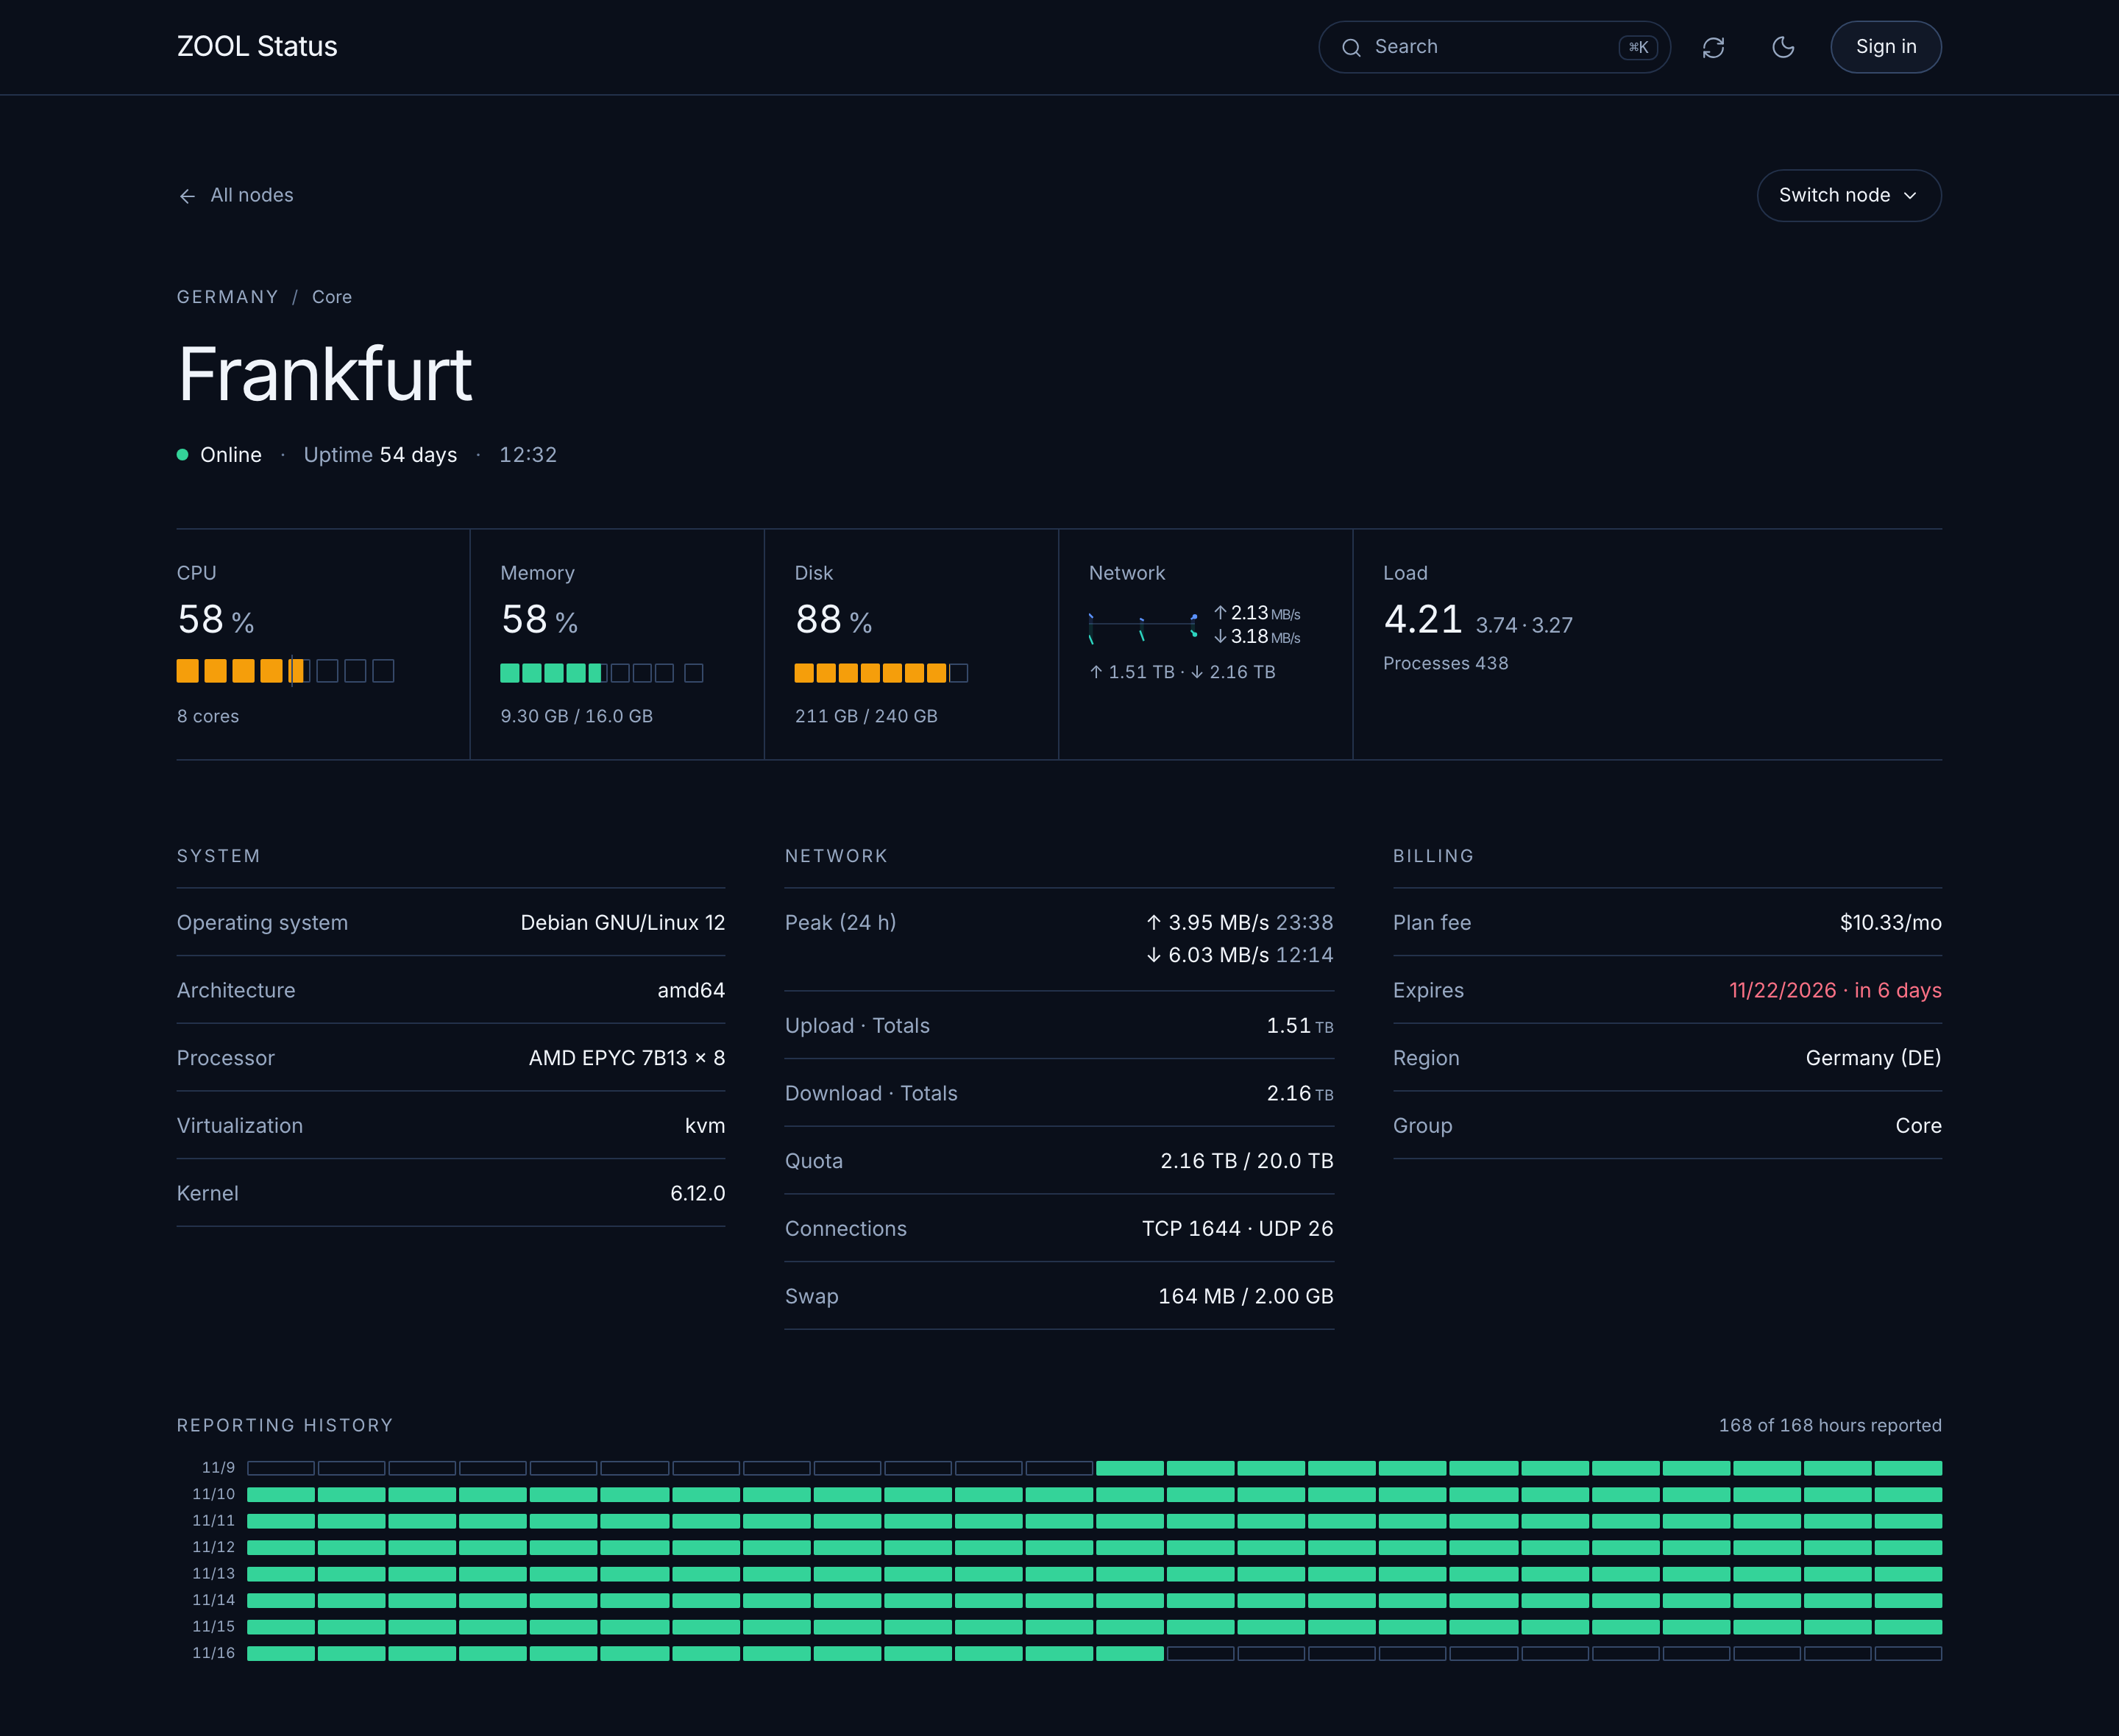 ZOOL Status
Search ⌘K
Sign in
← All nodes
Switch node
GERMANY / Core
Frankfurt
Online · Uptime 54 days · 12:32
CPU
58 %
8 cores
Memory
58 %
9.30 GB / 16.0 GB
Disk
88 %
211 GB / 240 GB
Network
↑ 2.13 MB/s
↓ 3.18 MB/s
↑ 1.51 TB · ↓ 2.16 TB
Load
4.21 3.74 · 3.27
Processes 438
SYSTEM
Operating system Debian GNU/Linux 12
Architecture amd64
Processor AMD EPYC 7B13 × 8
Virtualization kvm
Kernel 6.12.0
NETWORK
Peak (24 h) ↑ 3.95 MB/s 23:38
↓ 6.03 MB/s 12:14
Upload · Totals 1.51 TB
Download · Totals 2.16 TB
Quota 2.16 TB / 20.0 TB
Connections TCP 1644 · UDP 26
Swap 164 MB / 2.00 GB
BILLING
Plan fee $10.33/mo
Expires 11/22/2026 · in 6 days
Region Germany (DE)
Group Core
REPORTING HISTORY 168 of 168 hours reported
11/9
11/10
11/11
11/12
11/13
11/14
11/15
11/16